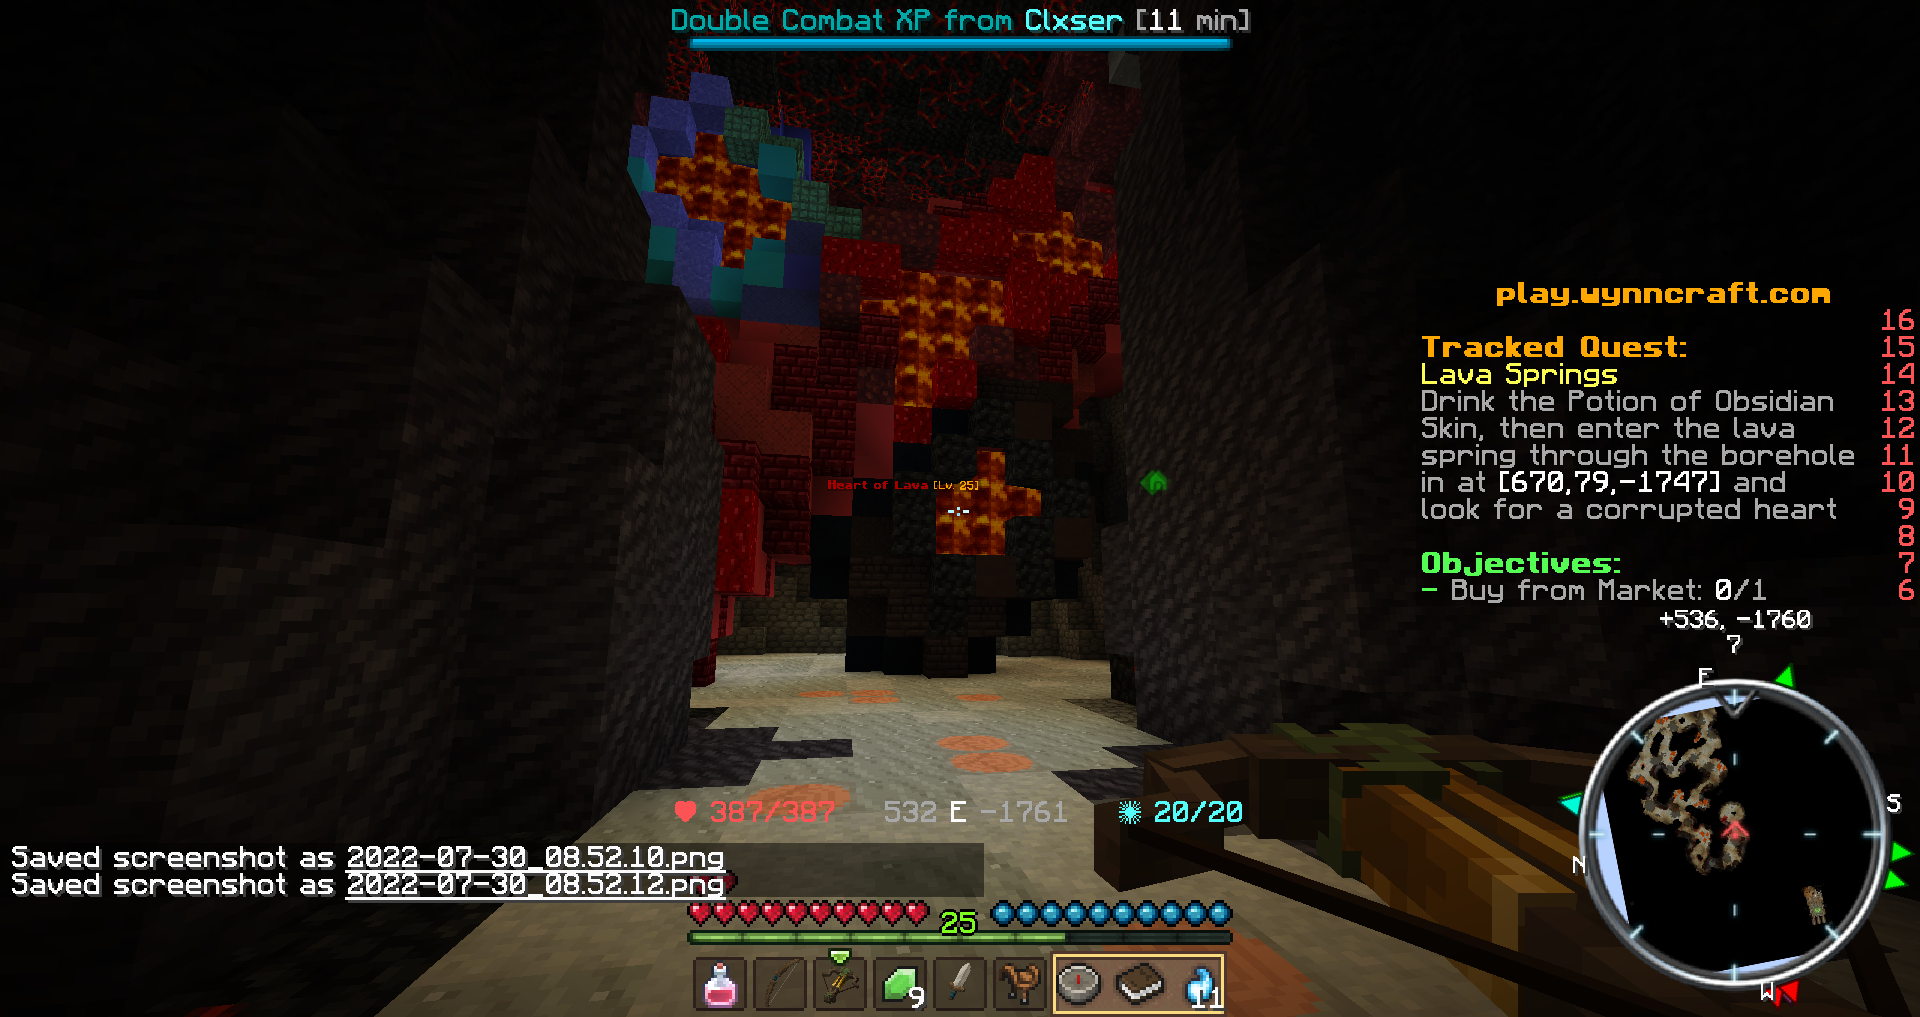 Double Combat XP from Clxser [11 min]
play.wynncraft.com
16
Tracked Quest: 15
Lava Springs 14
Drink the Potion of Obsidian 13
Skin, then enter the lava 12
spring through the borehole 11
in at [670,79,-1747] and 10
look for a corrupted heart 9
8
Objectives: 7
- Buy from Market: 0/1 6
Heart of Lava [Lv. 25]
+536, -1760
7
E
S
N
W
387/387 532 E -1761 20/20
Saved screenshot as 2022-07-30_08.52.10.png
Saved screenshot as 2022-07-30_08.52.12.png
25
9
11